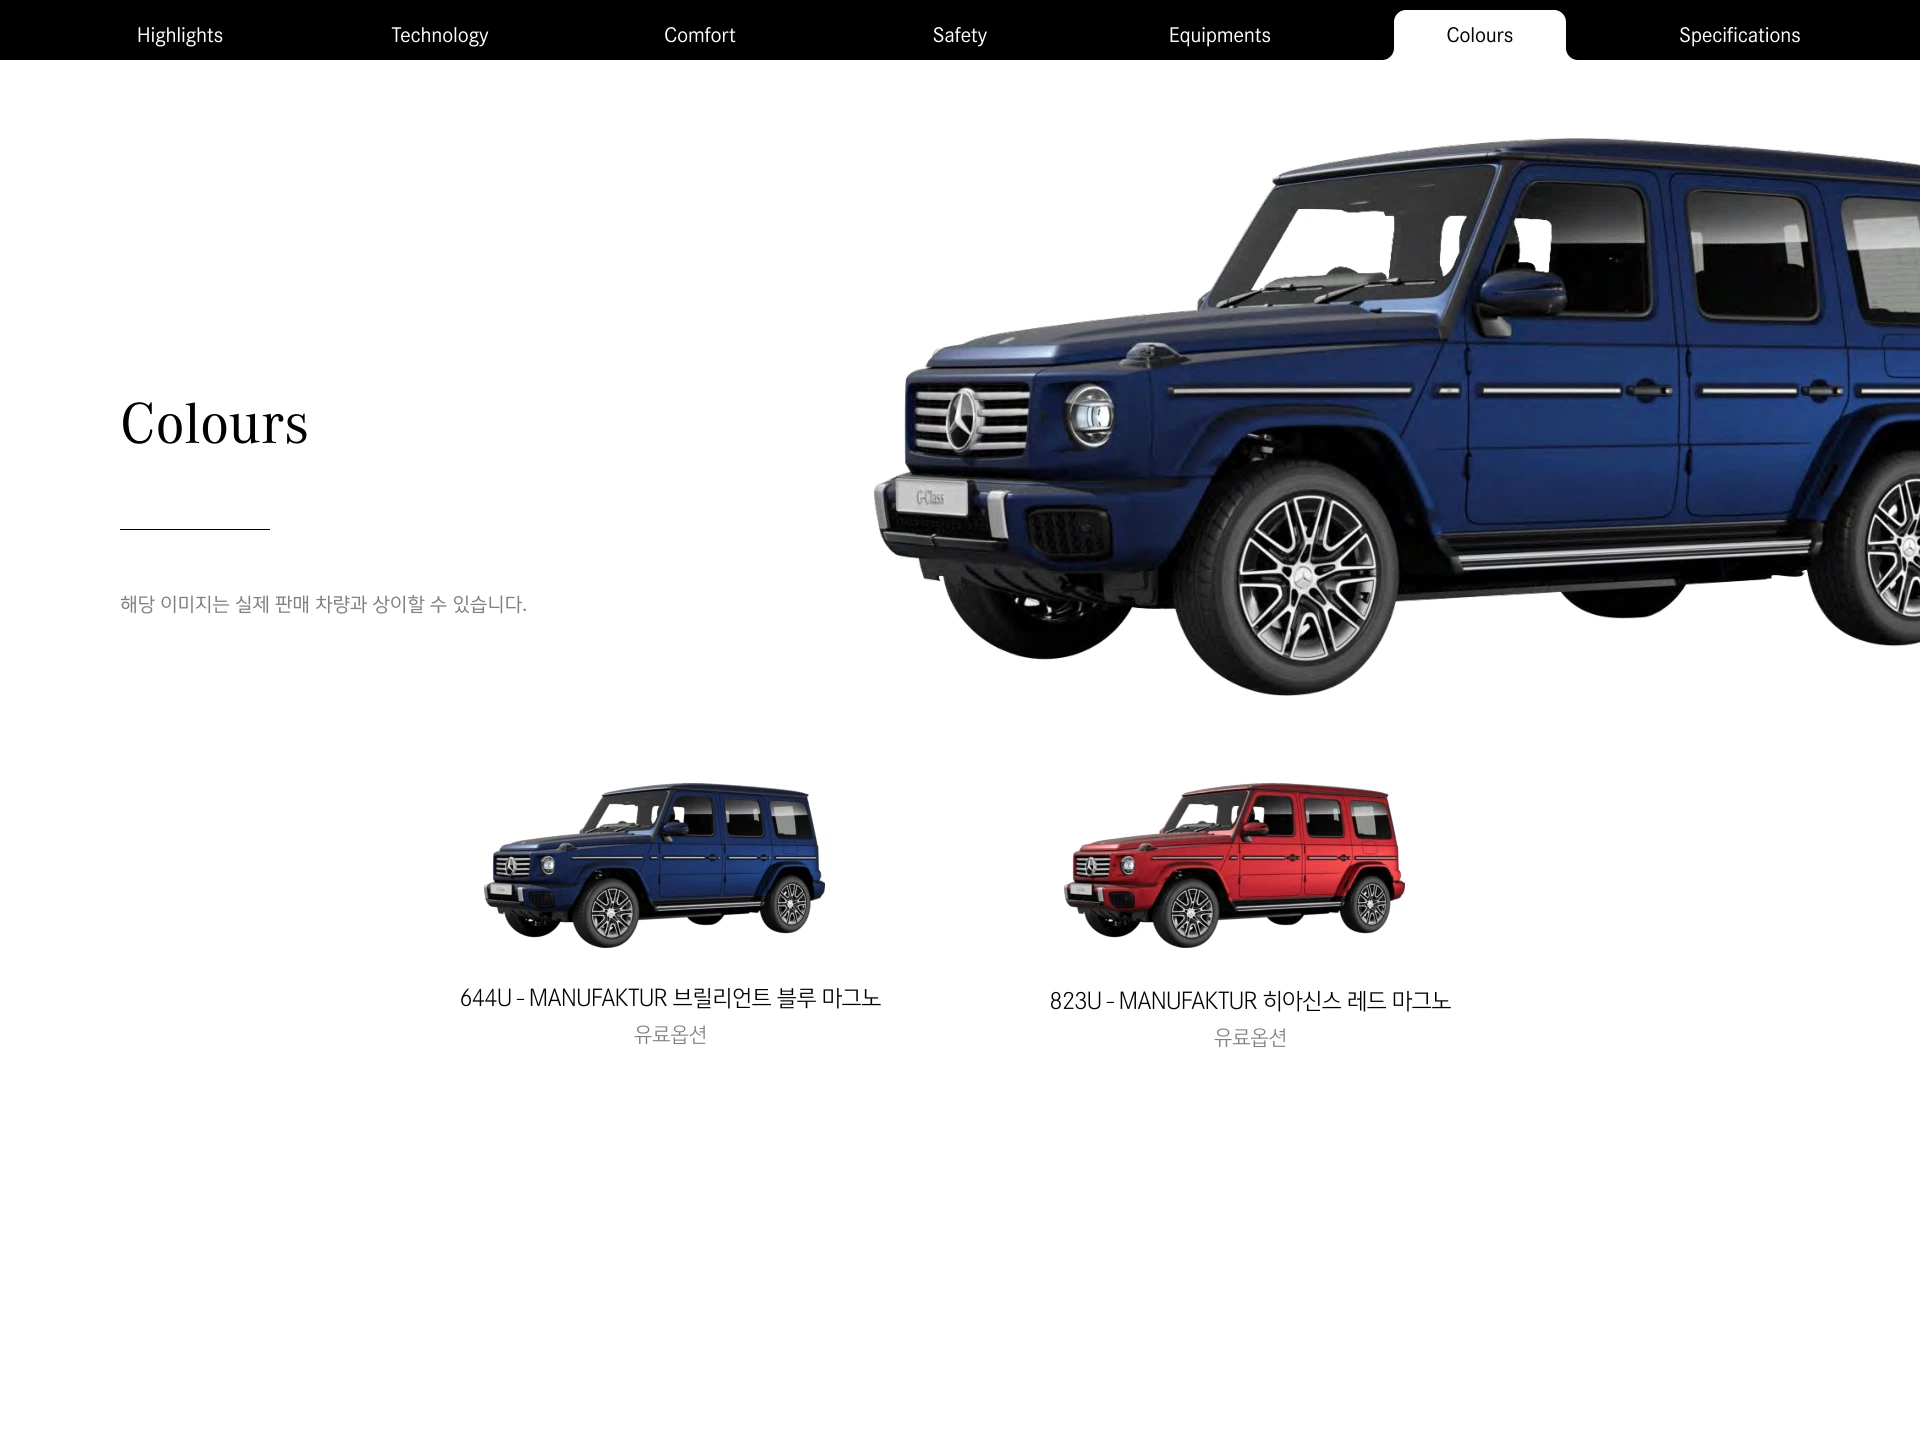 Highlights
Technology
Comfort
Safety
Equipments
Colours
Specifications
Colours
해당 이미지는 실제 판매 차량과 상이할 수 있습니다.
G-Class
644U - MANUFAKTUR 브릴리언트 블루 마그노
유료옵션
823U - MANUFAKTUR 히아신스 레드 마그노
유료옵션